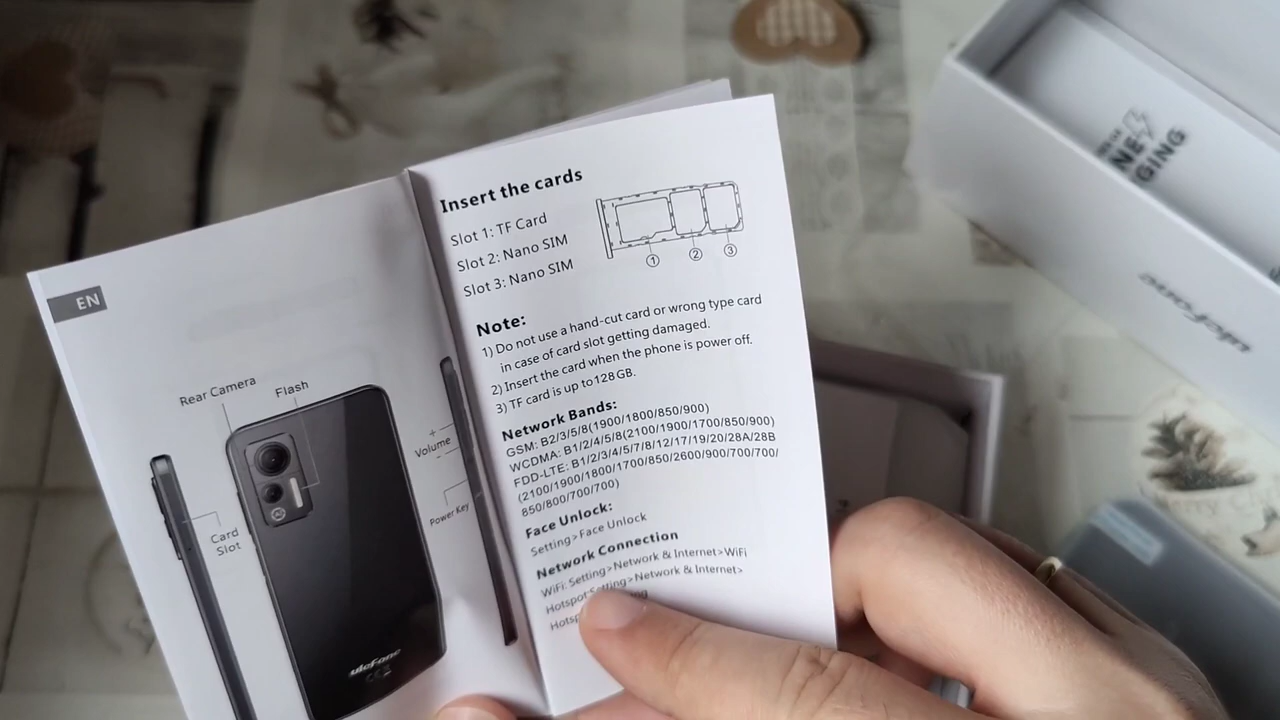 EN
Rear Camera
Flash
Card
Slot
Volume
+
-
Power Key
uleFone
CE
Insert the cards
Slot 1: TF Card
Slot 2: Nano SIM
Slot 3: Nano SIM
① ② ③
Note:
1) Do not use a hand-cut card or wrong type card
in case of card slot getting damaged.
2) Insert the card when the phone is power off.
3) TF card is up to 128GB.
Network Bands:
GSM: B2/3/5/8(1900/1800/850/900)
WCDMA: B1/2/4/5/8(2100/1900/1700/850/900)
FDD-LTE: B1/2/3/4/5/7/8/12/17/19/20/28A/28B
(2100/1900/1800/1700/850/2600/900/700/700/
850/800/700/700)
Face Unlock:
Setting>Face Unlock
Network Connection
WiFi: Setting>Network & Internet>WiFi
Hotspot:Setting>Network & Internet>
uleFone
GING